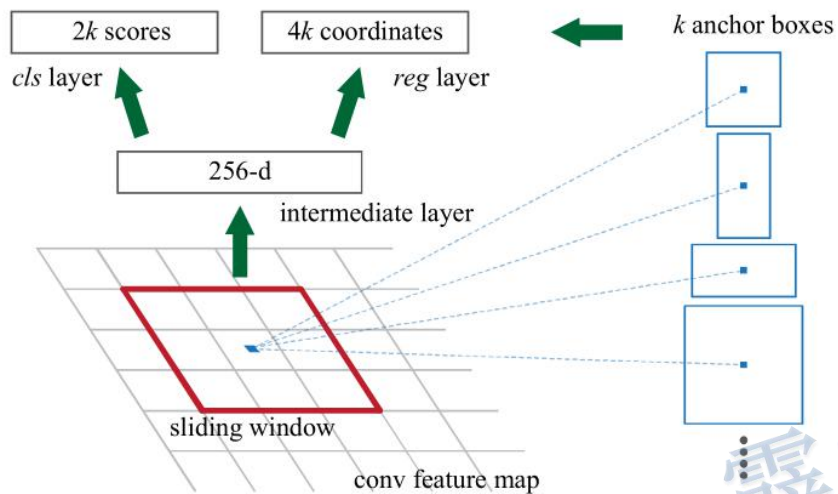 2k scores
4k coordinates
k anchor boxes
cls layer
reg layer
256-d
intermediate layer
sliding window
conv feature map